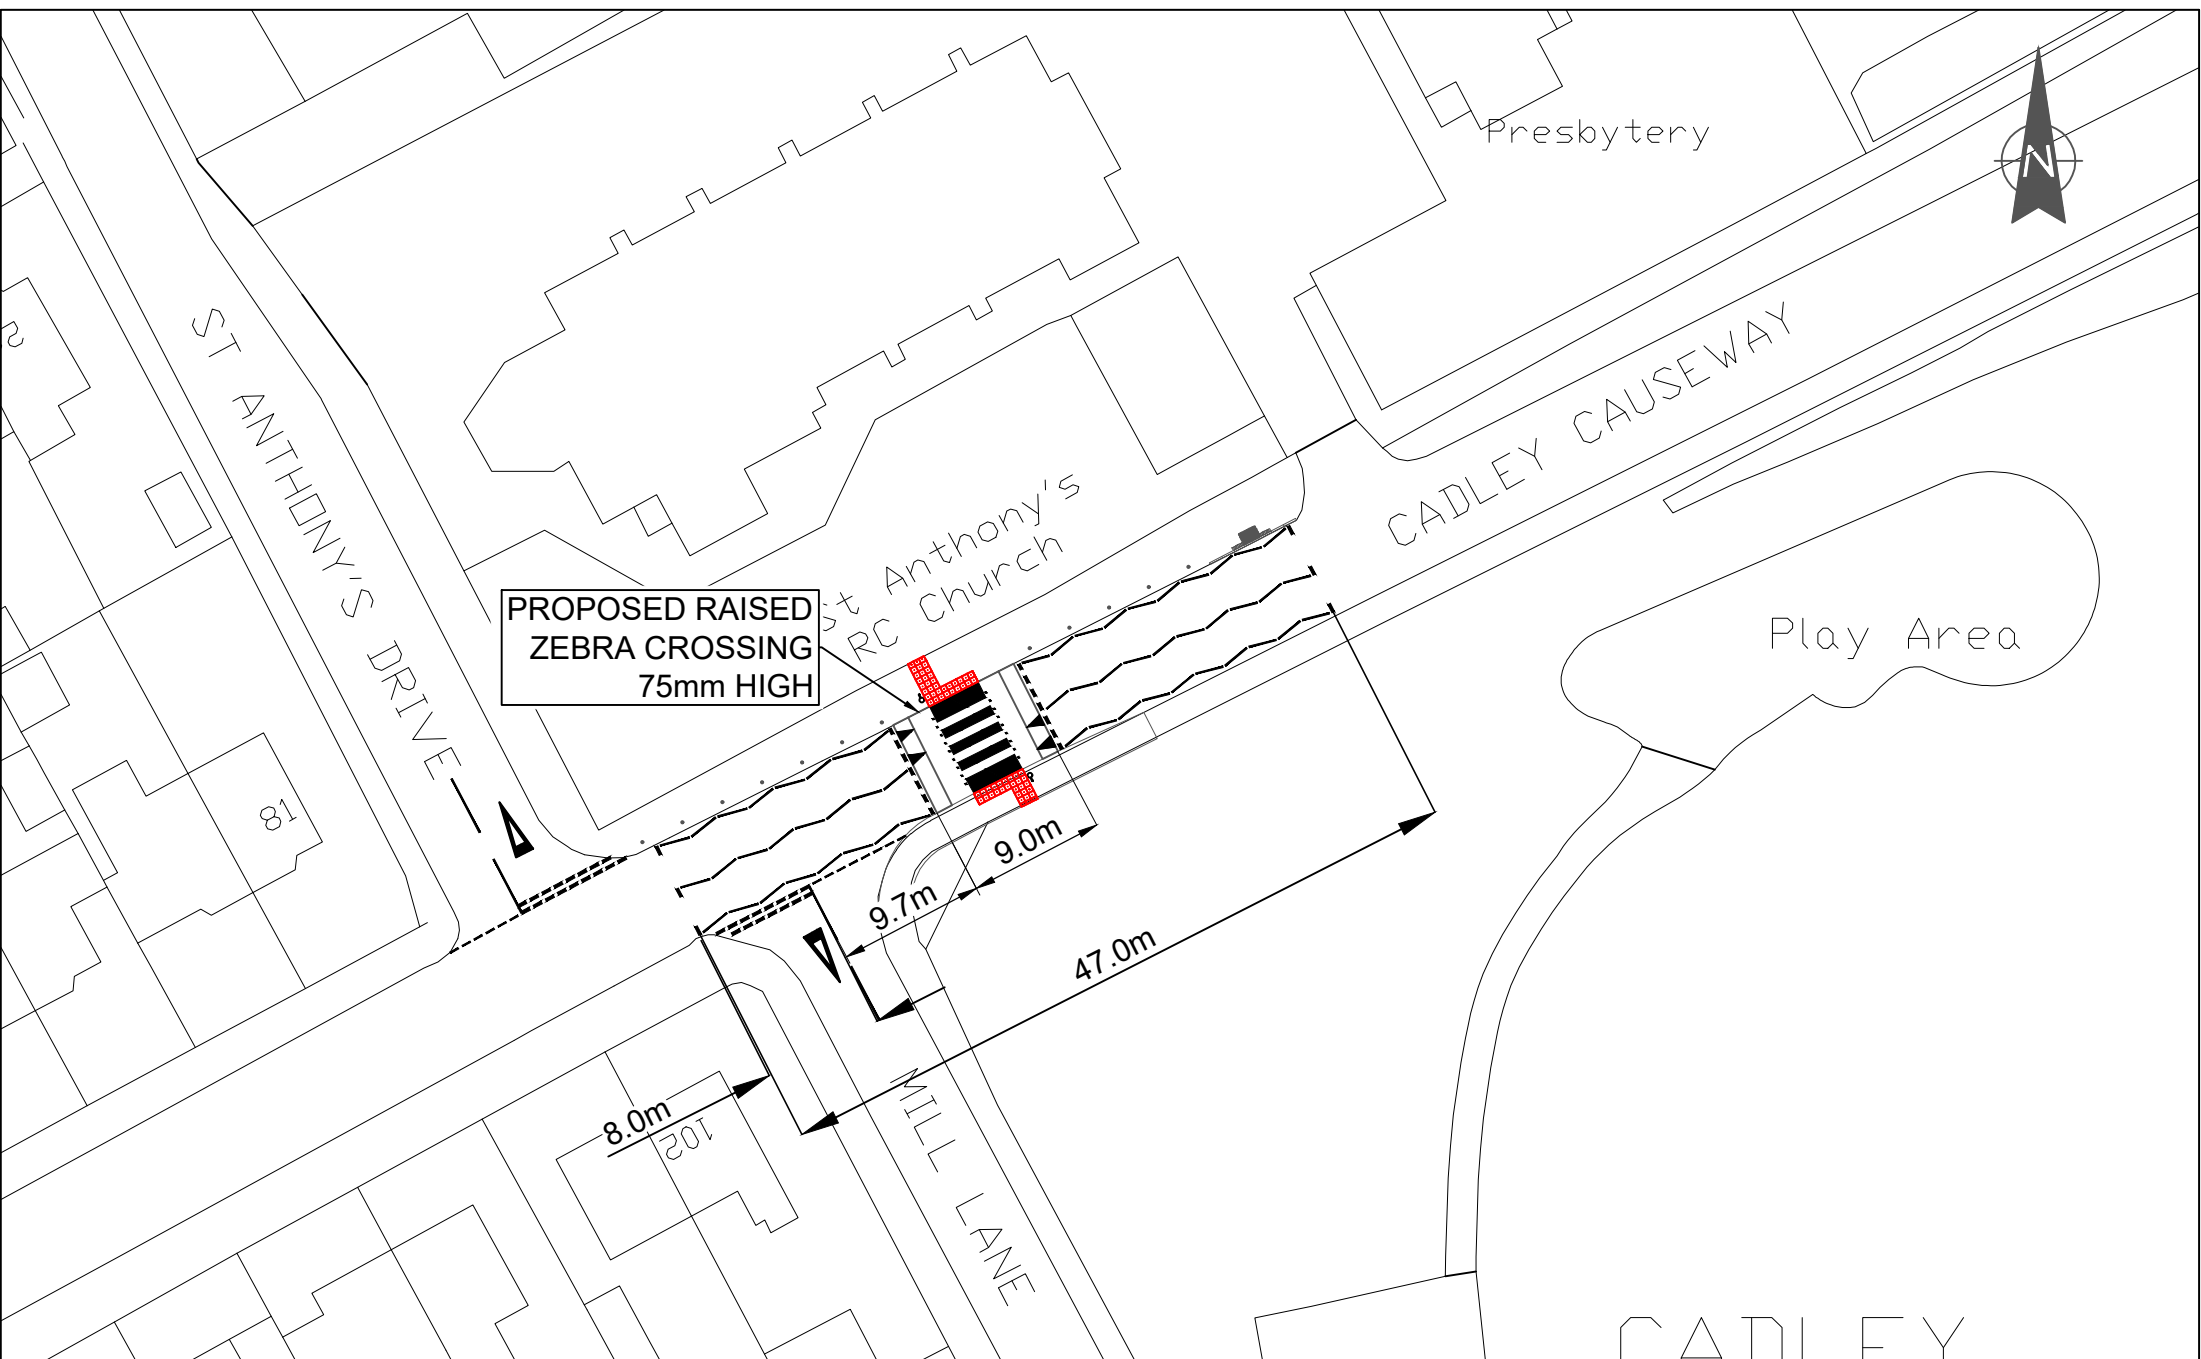 Presbytery
N
ST ANTHONY'S DRIVE
CADLEY CAUSEWAY
St Anthony's
RC Church
PROPOSED RAISED
ZEBRA CROSSING
75mm HIGH
Play Area
81
9.0m
9.7m
47.0m
8.0m
102
MILL LANE
CADLEY